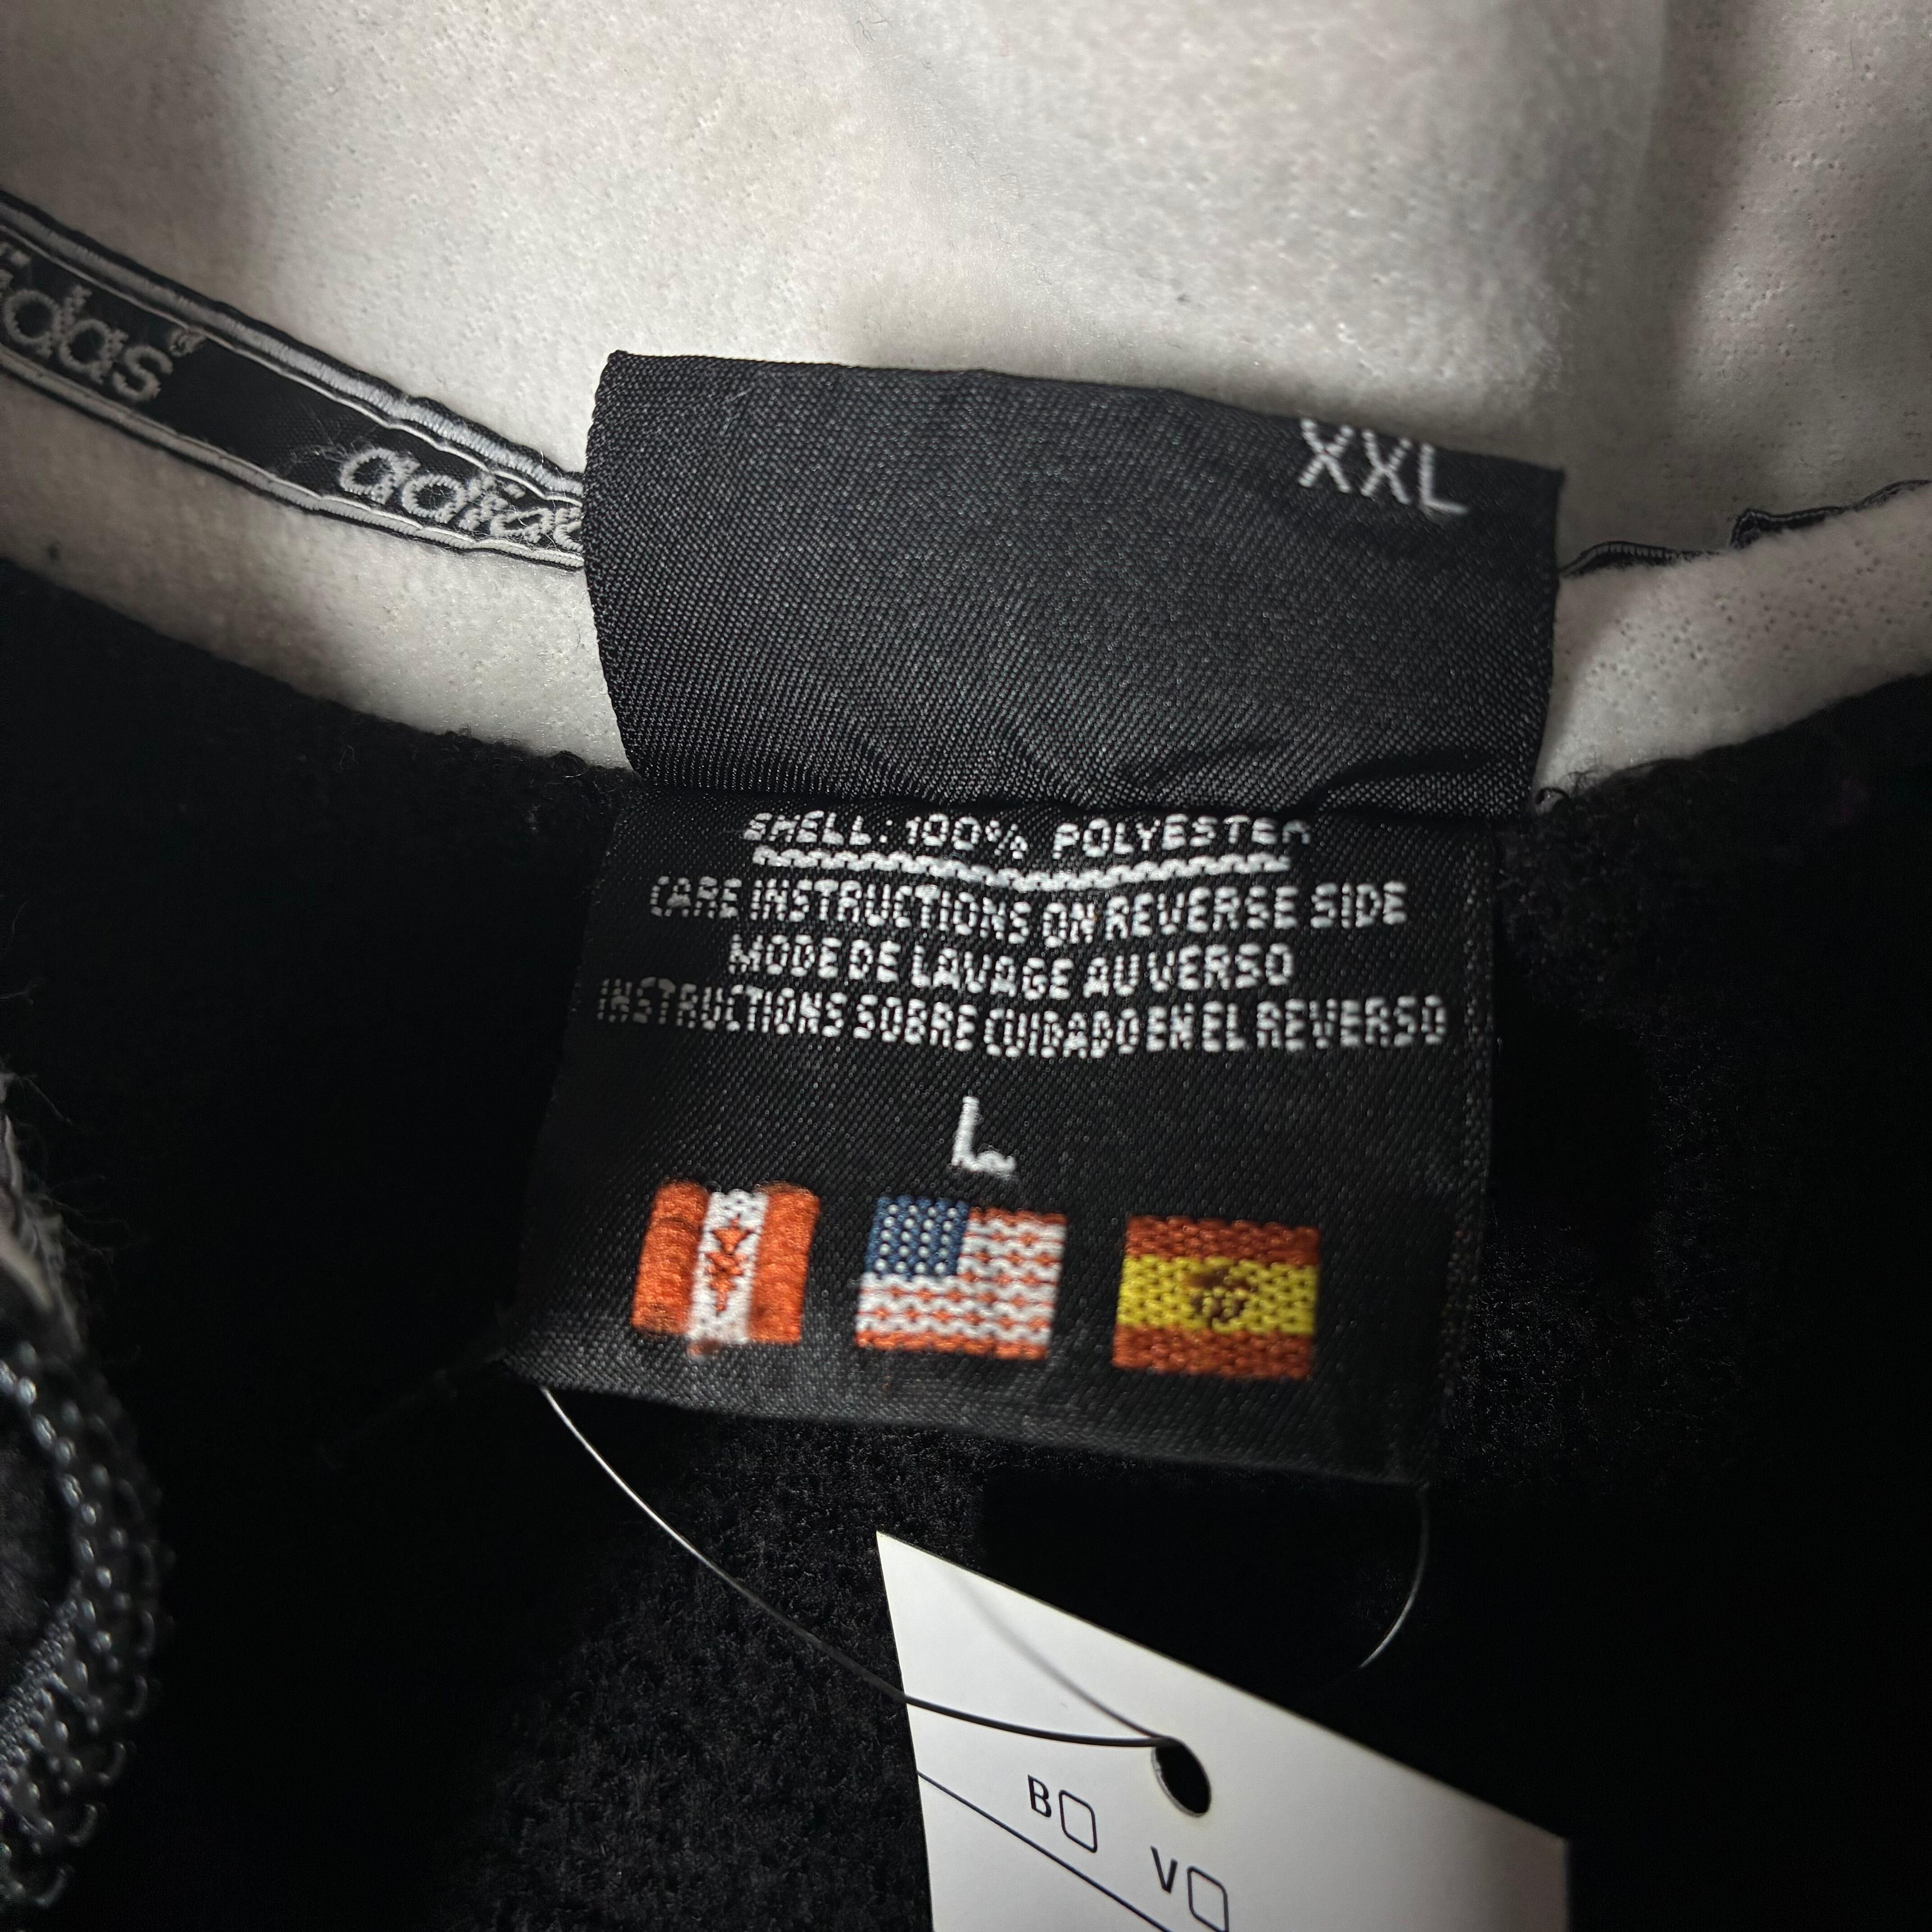 adidas
XXL
SHELL: 100% POLYESTER
CARE INSTRUCTIONS ON REVERSE SIDE
MODE DE LAVAGE AU VERSO
INSTRUCTIONS SOBRE CUIDADO EN EL REVERSO
L
B
V